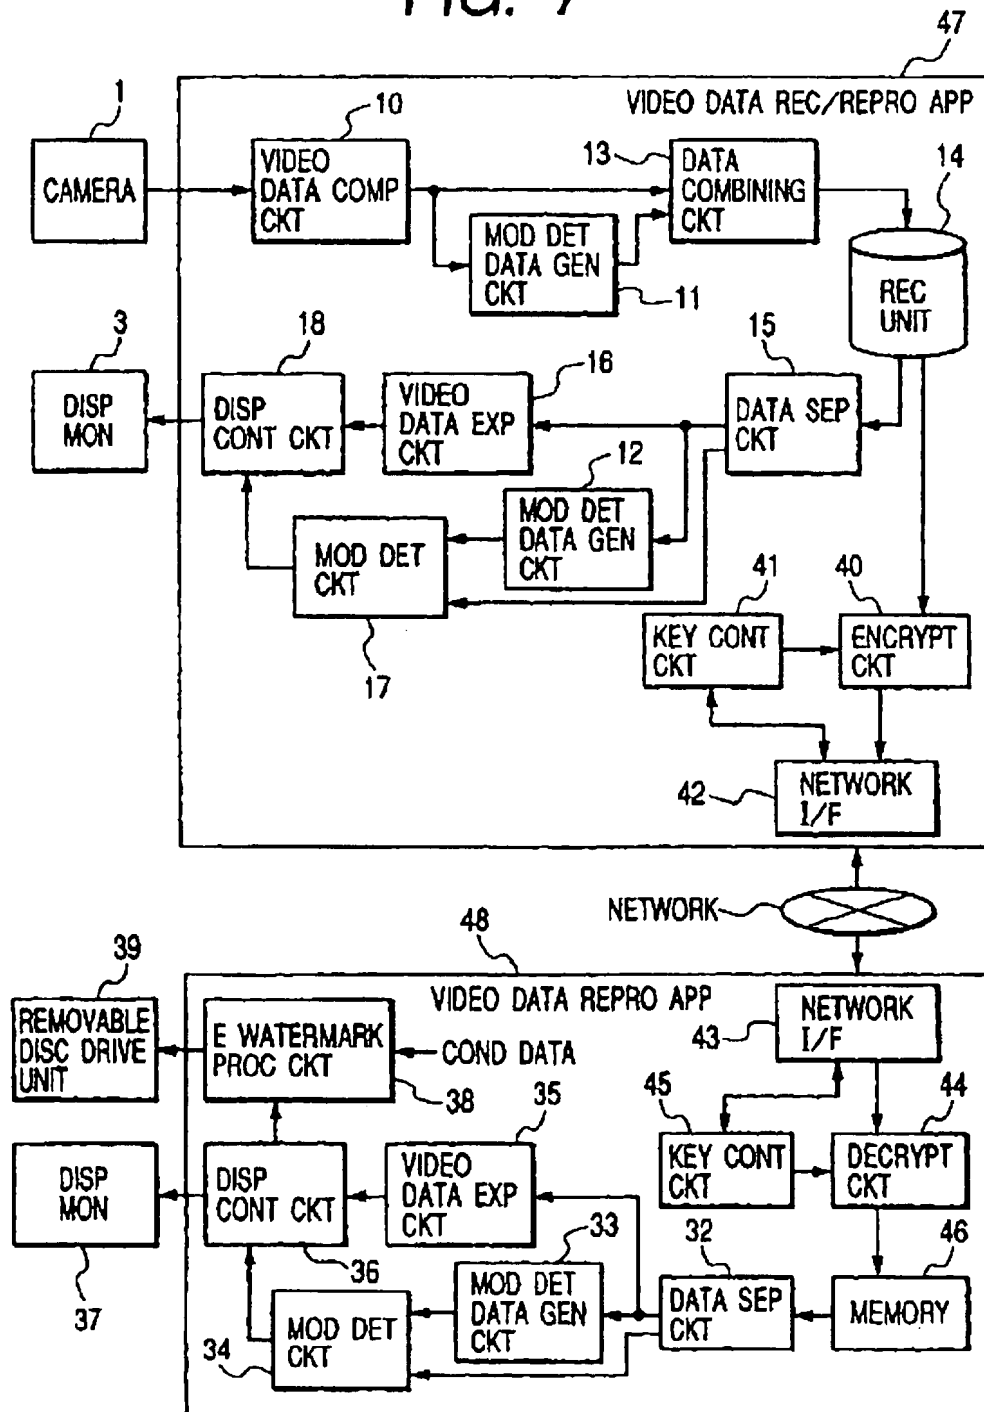 FIG. 7
47
VIDEO DATA REC/REPRO APP
1
CAMERA
10
VIDEO
DATA COMP
CKT
13
DATA
COMBINING
CKT
14
REC
UNIT
MOD DET
DATA GEN
CKT
11
3
DISP
MON
18
DISP
CONT CKT
16
VIDEO
DATA EXP
CKT
15
DATA SEP
CKT
12
MOD DET
DATA GEN
CKT
MOD DET
CKT
17
41
KEY CONT
CKT
40
ENCRYPT
CKT
42
NETWORK
I/F
NETWORK
48
VIDEO DATA REPRO APP
39
REMOVABLE
DISC DRIVE
UNIT
E WATERMARK
PROC CKT
38
COND DATA
43
NETWORK
I/F
45
KEY CONT
CKT
44
DECRYPT
CKT
DISP
MON
37
DISP
CONT CKT
36
35
VIDEO
DATA EXP
CKT
33
MOD DET
DATA GEN
CKT
32
DATA SEP
CKT
46
MEMORY
34
MOD DET
CKT